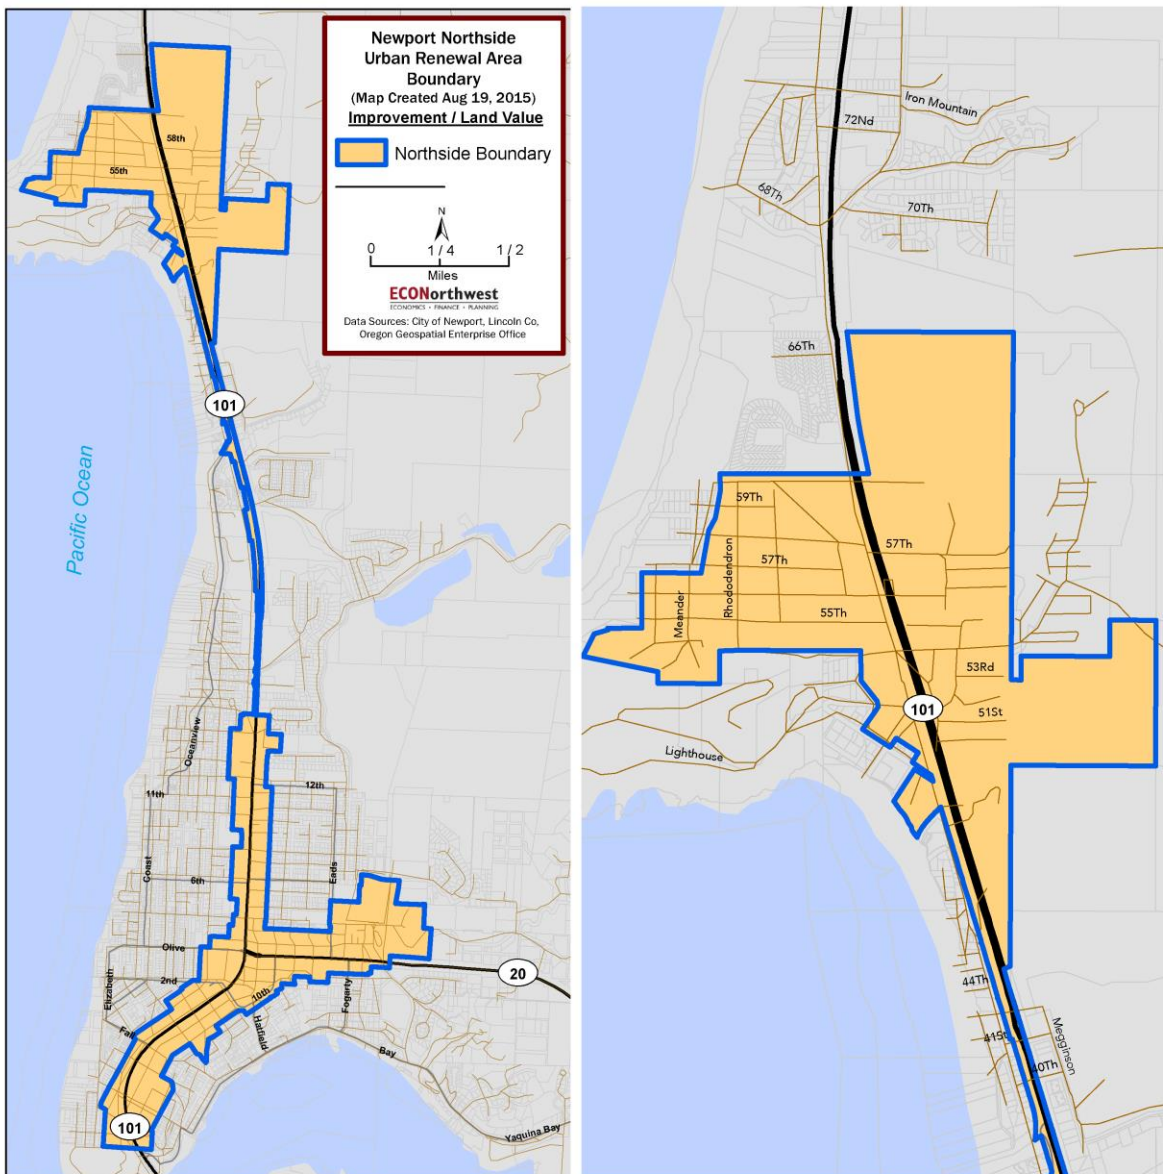 Newport Northside
Urban Renewal Area
Boundary
(Map Created Aug 19, 2015)
Improvement / Land Value
Northside Boundary
N
0 1 / 4 1 / 2
Miles
ECONorthwest
ECONOMICS • FINANCE • PLANNING
Data Sources: City of Newport, Lincoln Co,
Oregon Geospatial Enterprise Office
58th
55th
101
Pacific Ocean
Oceanview
11th
12th
Coast
6th
Eads
Olive
2nd
Elizabeth
10th
Fogarty
20
Fall
Hatfield
Bay
101
Yaquina Bay
Iron Mountain
72Nd
68Th
70Th
66Th
59Th
57Th
57Th
Rhododendron
Meander
55Th
53Rd
101
51St
Lighthouse
44Th
41St
Megginson
40Th